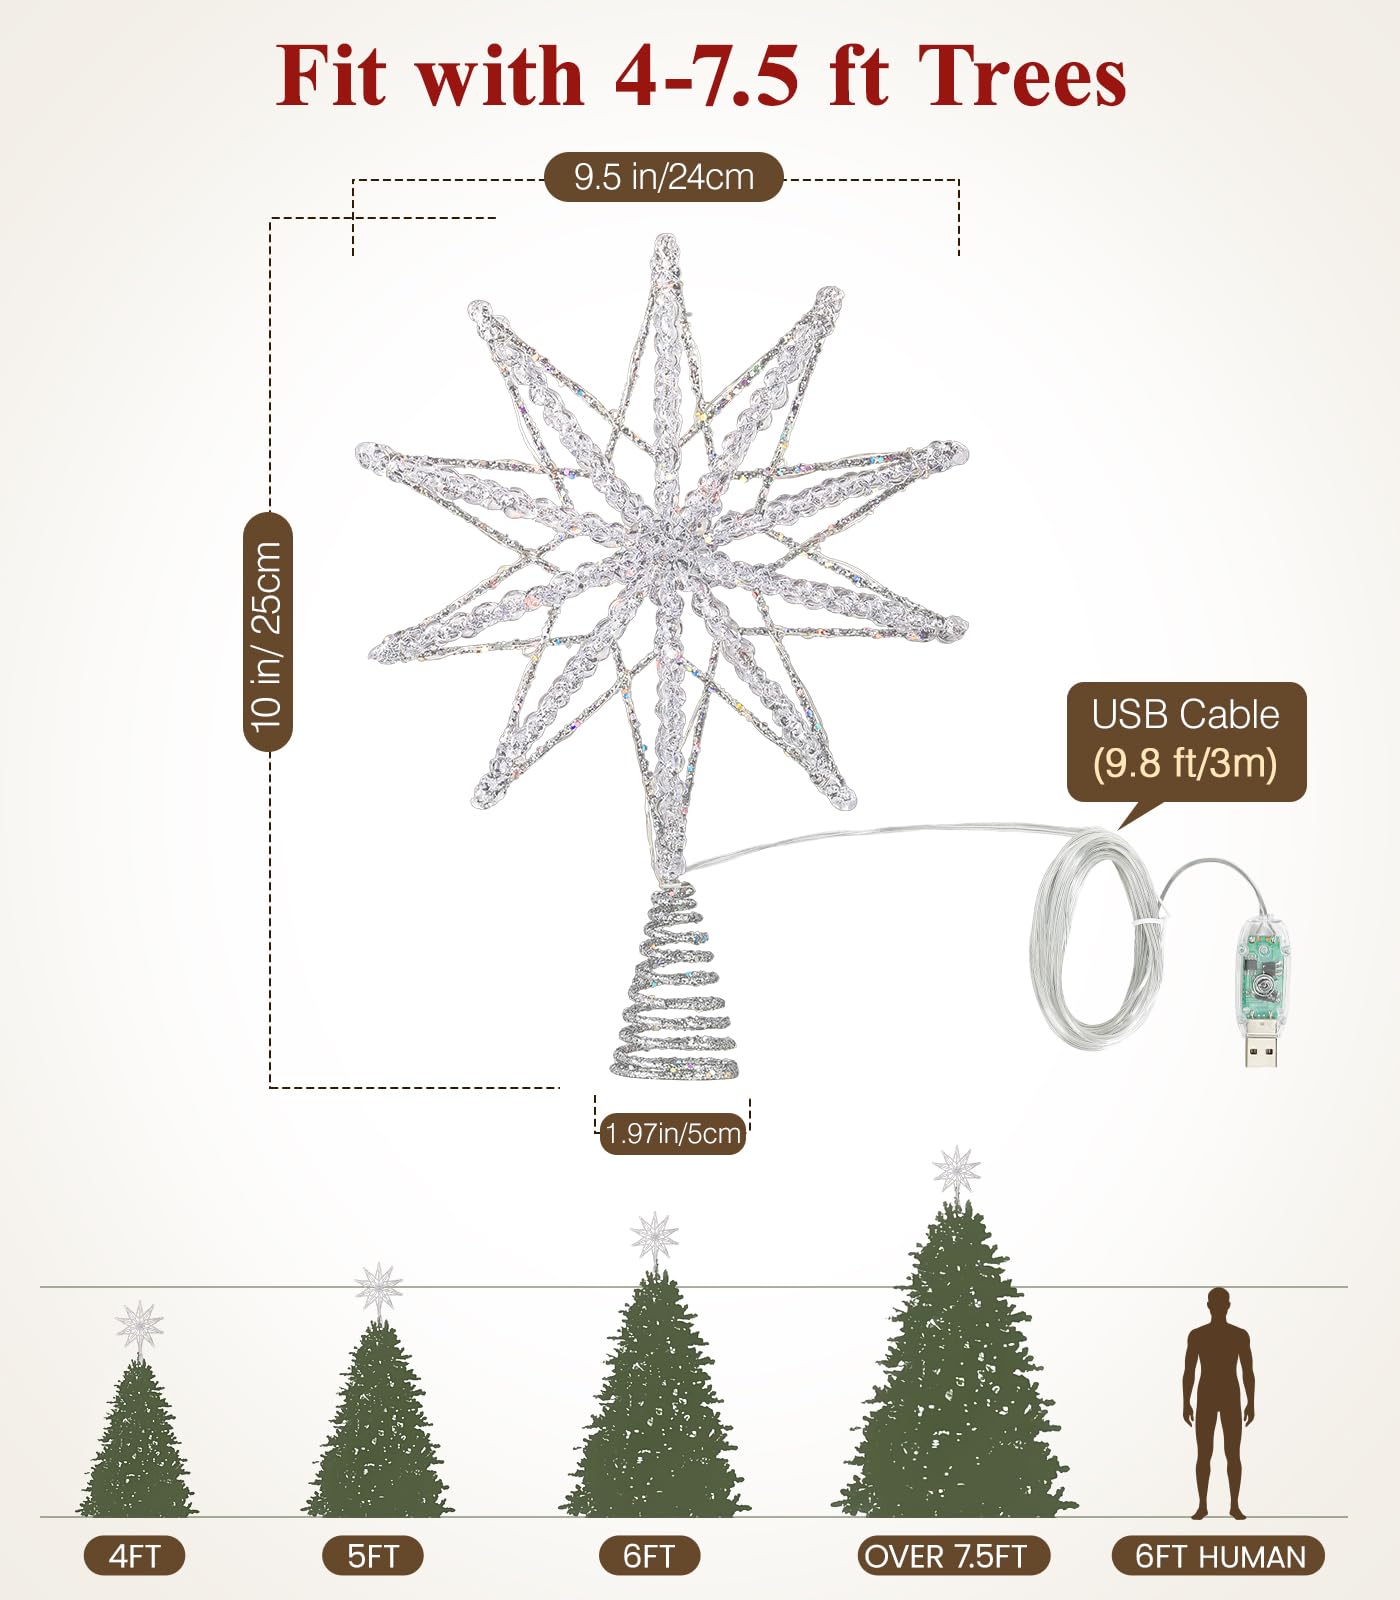 Fit with 4-7.5 ft Trees
9.5 in/24cm
10 in/ 25cm
USB Cable
(9.8 ft/3m)
1.97in/5cm
4FT
5FT
6FT
OVER 7.5FT
6FT HUMAN